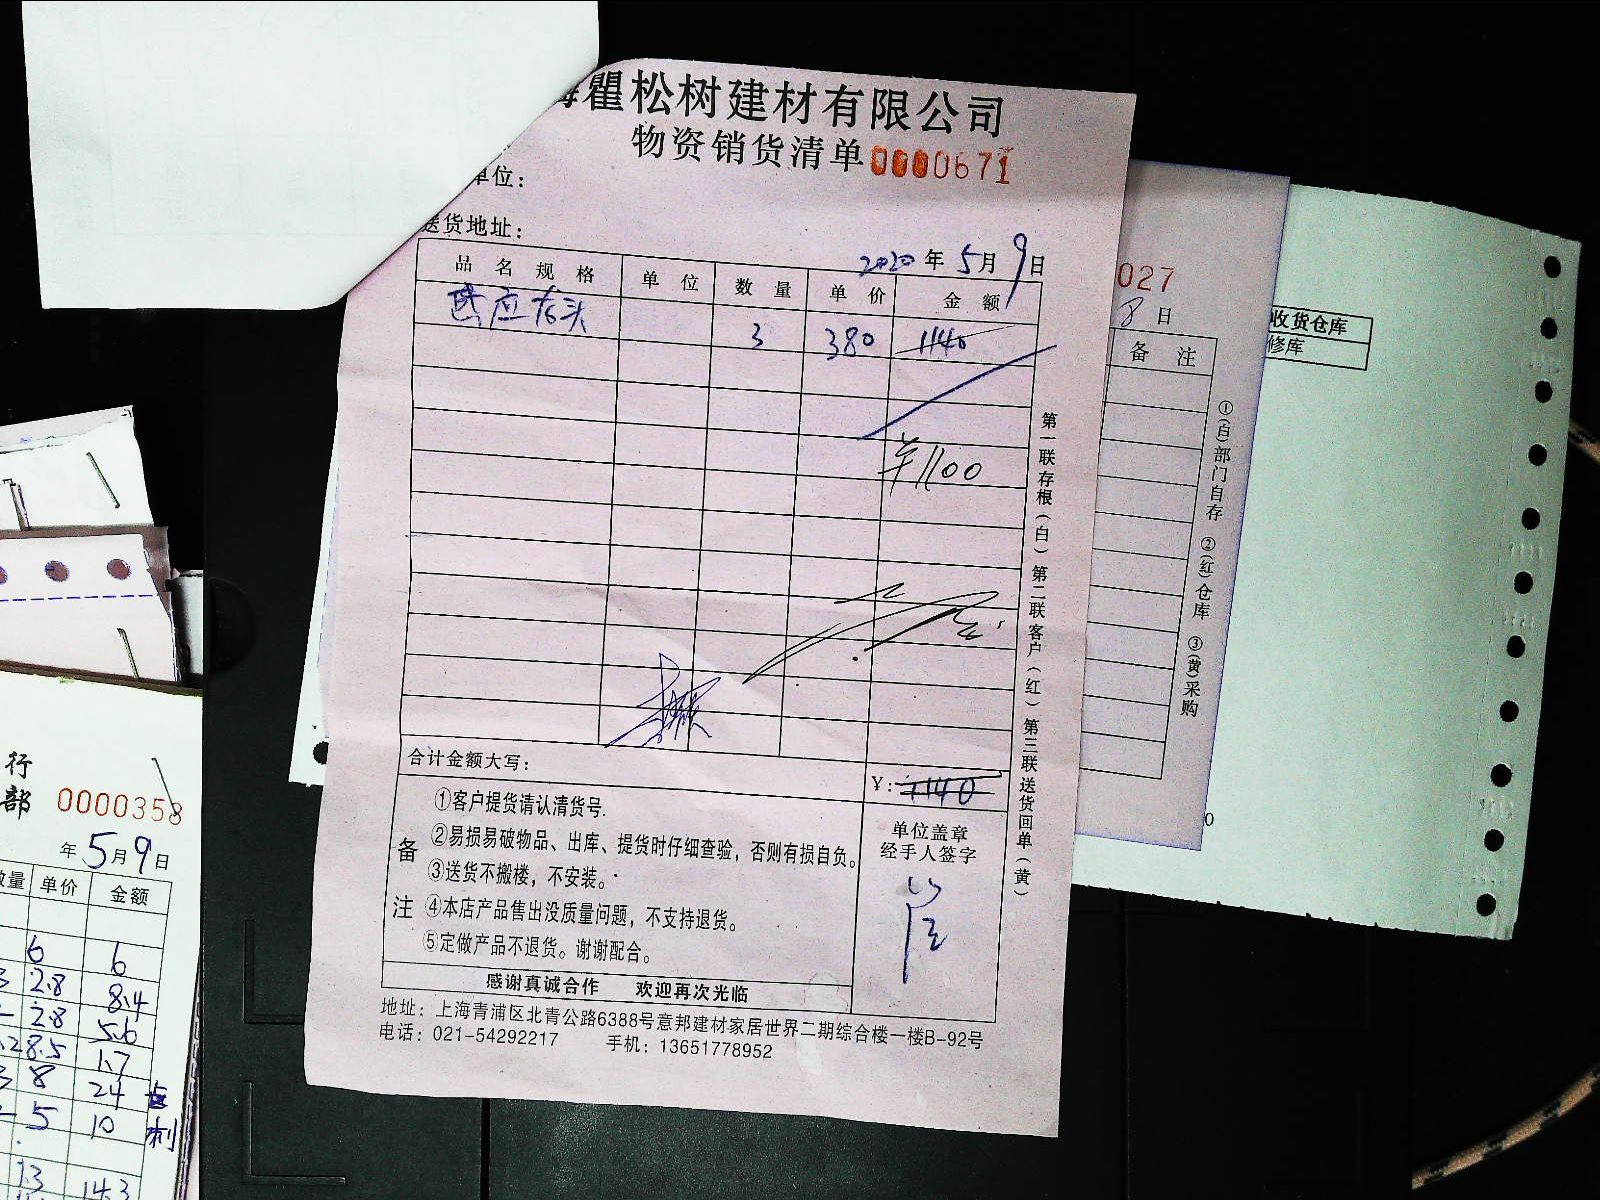 瞿松树建材有限公司
物资销货清单0000671
单位：
送货地址：
2020年5月9日
品名规格 单位 数量 单价 金额
感应龙头 3 380 1140
¥1100
合计金额大写： ¥：1140
备注
①客户提货请认清货号.
②易损易破物品、出库、提货时仔细查验，否则有损自负。
③送货不搬楼，不安装。
④本店产品售出没质量问题，不支持退货。
⑤定做产品不退货。谢谢配合。
单位盖章
经手人签字
感谢真诚合作 欢迎再次光临
地址：上海青浦区北青公路6388号意邦建材家居世界二期综合楼一楼B-92号
电话：021-54292217 手机：13651778952
第一联存根（白）第二联客户（红）第三联送货回单（黄）
027
8日
备注
①(白)部门自存 ②(红)仓库 ③(黄)采购
收货仓库
修库
0
行
部 0000358
年5月9日
数量 单价 金额
6 6
3 2.8 8.4
2.8 5.6
8.5 1.7
3 8 24
5 10
13 14.3